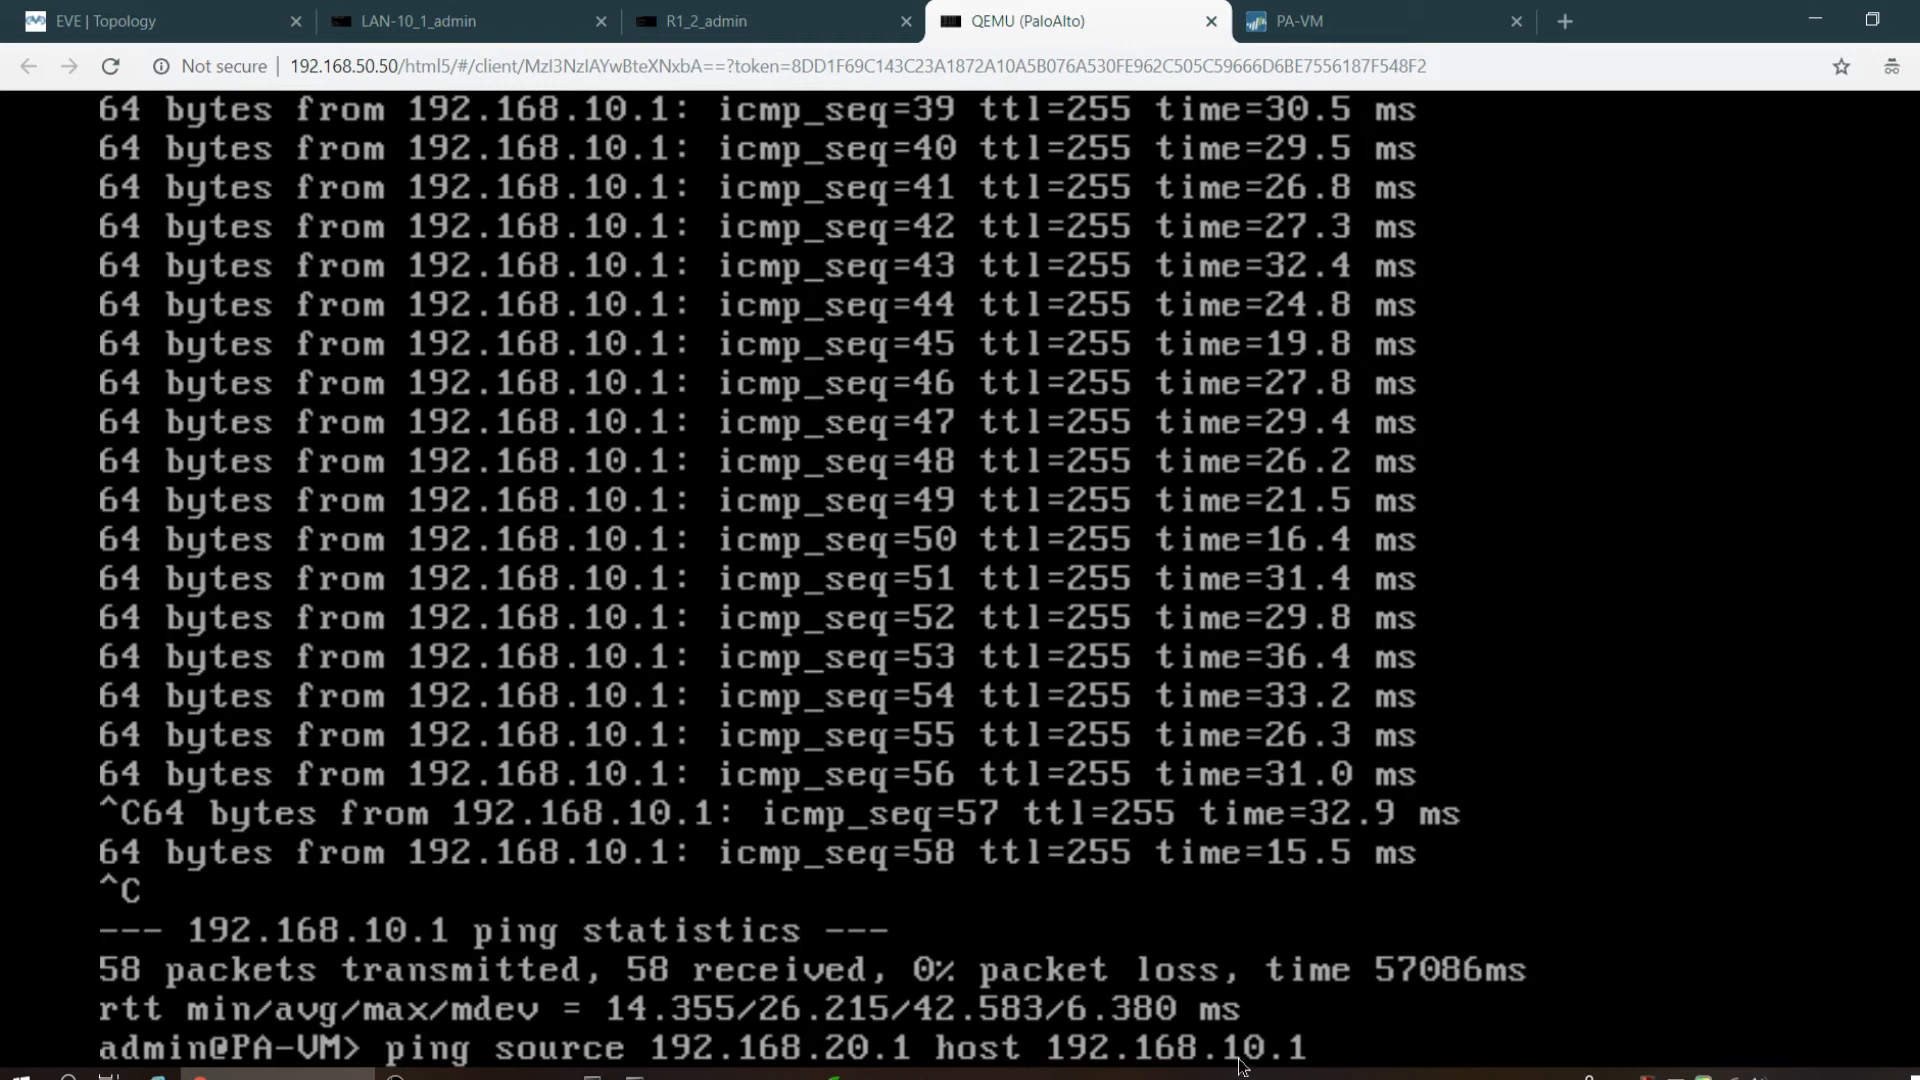 EVE | Topology
LAN-10_1_admin
R1_2_admin
QEMU (PaloAlto)
PA-VM
Not secure
192.168.50.50/html5/#/client/MzI3NzIAYwBteXNxbA==?token=8DD1F69C143C23A1872A10A5B076A530FE962C505C59666D6BE7556187F548F2
64 bytes from 192.168.10.1: icmp_seq=39 ttl=255 time=30.5 ms
64 bytes from 192.168.10.1: icmp_seq=40 ttl=255 time=29.5 ms
64 bytes from 192.168.10.1: icmp_seq=41 ttl=255 time=26.8 ms
64 bytes from 192.168.10.1: icmp_seq=42 ttl=255 time=27.3 ms
64 bytes from 192.168.10.1: icmp_seq=43 ttl=255 time=32.4 ms
64 bytes from 192.168.10.1: icmp_seq=44 ttl=255 time=24.8 ms
64 bytes from 192.168.10.1: icmp_seq=45 ttl=255 time=19.8 ms
64 bytes from 192.168.10.1: icmp_seq=46 ttl=255 time=27.8 ms
64 bytes from 192.168.10.1: icmp_seq=47 ttl=255 time=29.4 ms
64 bytes from 192.168.10.1: icmp_seq=48 ttl=255 time=26.2 ms
64 bytes from 192.168.10.1: icmp_seq=49 ttl=255 time=21.5 ms
64 bytes from 192.168.10.1: icmp_seq=50 ttl=255 time=16.4 ms
64 bytes from 192.168.10.1: icmp_seq=51 ttl=255 time=31.4 ms
64 bytes from 192.168.10.1: icmp_seq=52 ttl=255 time=29.8 ms
64 bytes from 192.168.10.1: icmp_seq=53 ttl=255 time=36.4 ms
64 bytes from 192.168.10.1: icmp_seq=54 ttl=255 time=33.2 ms
64 bytes from 192.168.10.1: icmp_seq=55 ttl=255 time=26.3 ms
64 bytes from 192.168.10.1: icmp_seq=56 ttl=255 time=31.0 ms
^C64 bytes from 192.168.10.1: icmp_seq=57 ttl=255 time=32.9 ms
64 bytes from 192.168.10.1: icmp_seq=58 ttl=255 time=15.5 ms
^C
--- 192.168.10.1 ping statistics ---
58 packets transmitted, 58 received, 0% packet loss, time 57086ms
rtt min/avg/max/mdev = 14.355/26.215/42.583/6.380 ms
admin@PA-VM> ping source 192.168.20.1 host 192.168.10.1